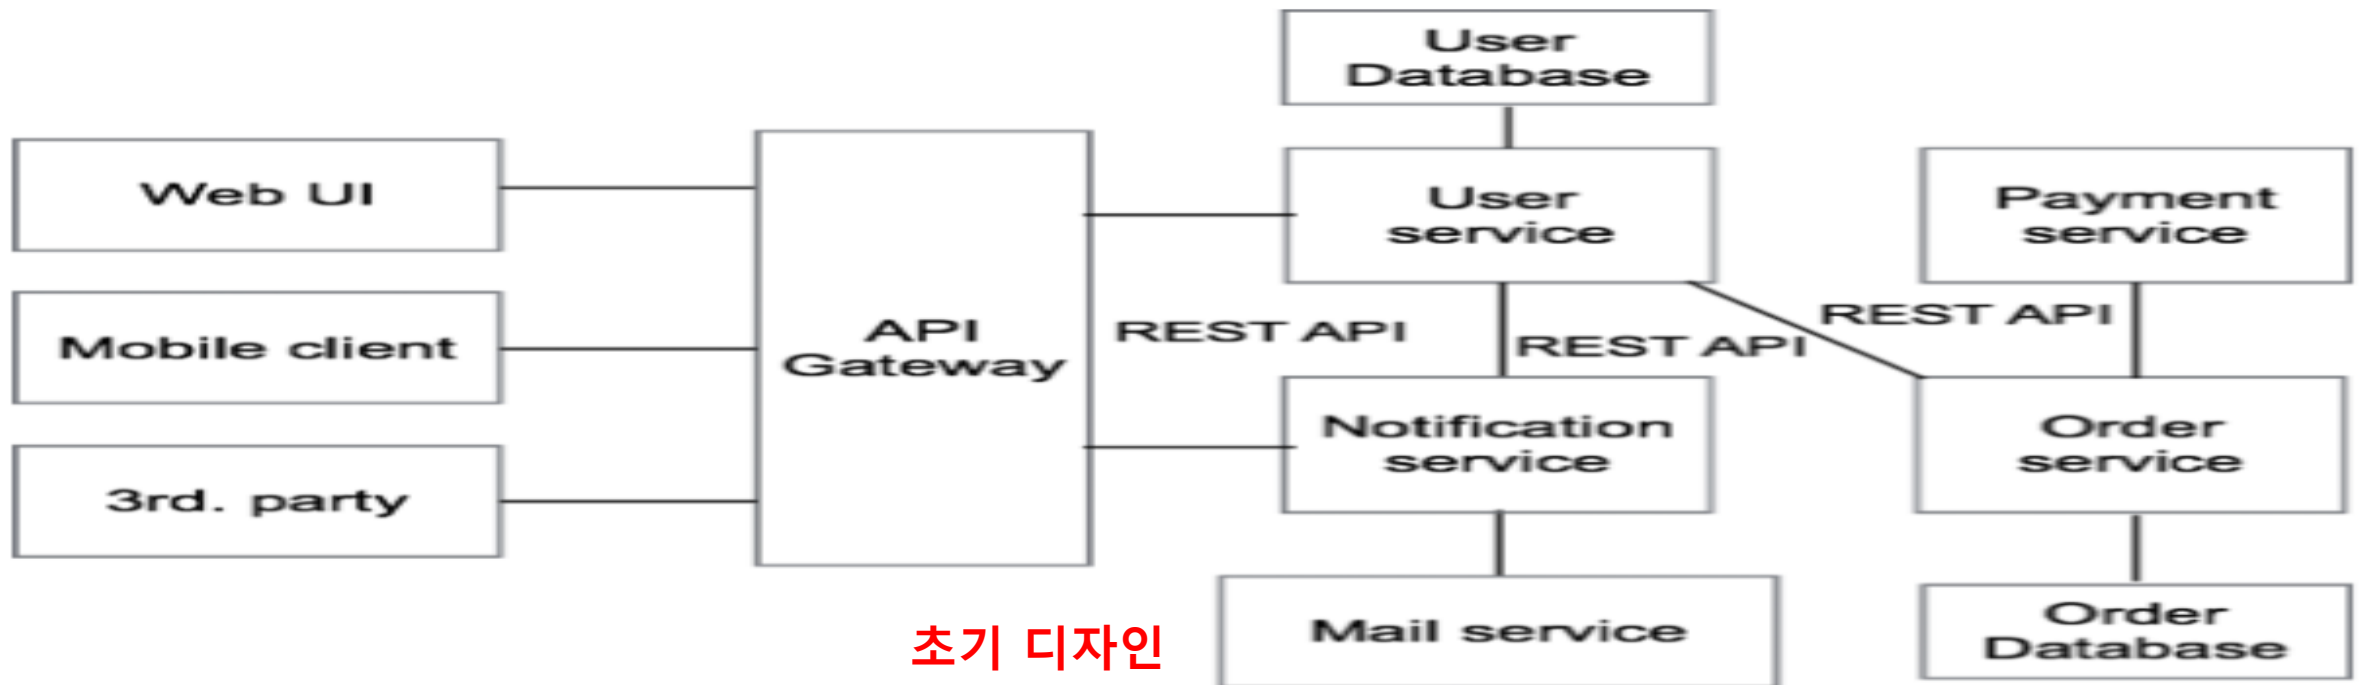 User
Database
Web UI
User
service
Payment
service
Mobile client
API
Gateway
REST API
REST API
REST API
Notification
service
Order
service
3rd. party
초기 디자인
Mail service
Order
Database